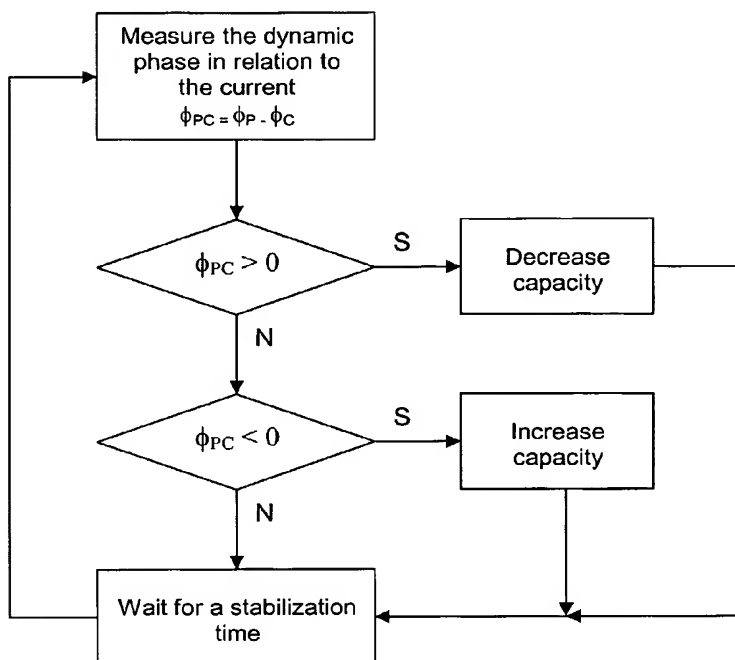 Measure the dynamic
phase in relation to
the current
ϕPC = ϕP - ϕC
ϕPC > 0
S
Decrease
capacity
N
ϕPC < 0
S
Increase
capacity
N
Wait for a stabilization
time